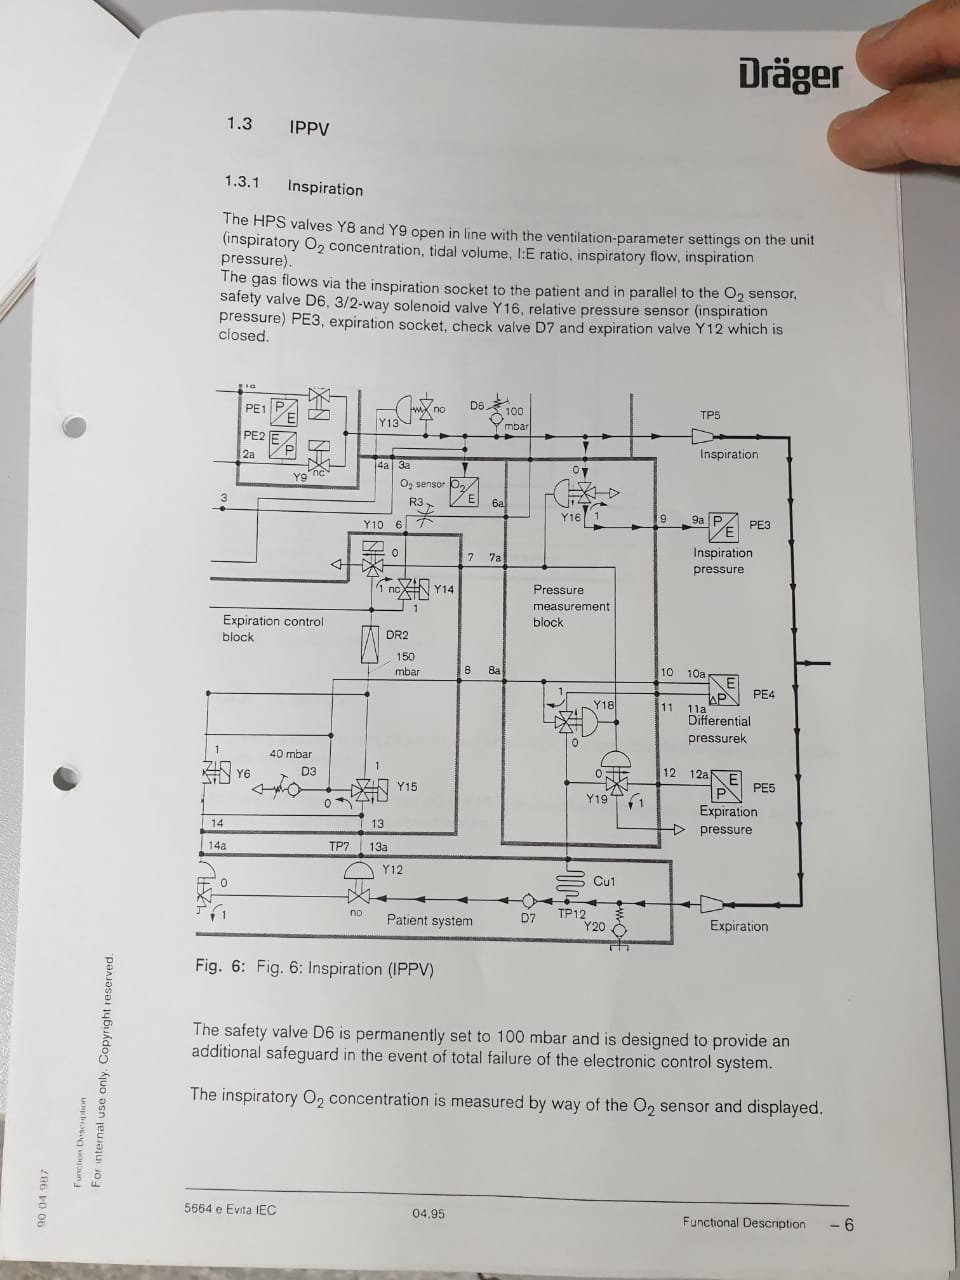 Dräger
1.3 IPPV
1.3.1 Inspiration
The HPS valves Y8 and Y9 open in line with the ventilation-parameter settings on the unit
(inspiratory O2 concentration, tidal volume, I:E ratio, inspiratory flow, inspiration
pressure).
The gas flows via the inspiration socket to the patient and in parallel to the O2 sensor,
safety valve D6, 3/2-way solenoid valve Y16, relative pressure sensor (inspiration
pressure) PE3, expiration socket, check valve D7 and expiration valve Y12 which is
closed.
PE1 P E
Y13 no
D6 100
mbar
TP5
PE2 E P
2a
Y9 nc
4a 3a
Inspiration
O2 sensor O2 E
0
3
R3
6a
Y16 1
9 9a P E PE3
Y10 6
Inspiration
pressure
0
7 7a
1 nc Y14
1
Pressure
measurement
block
Expiration control
block
DR2
150
mbar
8 8a
10 10a E
ΔP PE4
1
Y18
11 11a
Differential
pressurek
0
1
Y6
40 mbar
D3
1
Y15
0
0
Y19 1
12 12a E
P PE5
Expiration
pressure
14
13
14a
TP7 13a
Y12
0
1
no
Patient system
D7
Cu1
TP12
Y20
Expiration
Fig. 6: Fig. 6: Inspiration (IPPV)
The safety valve D6 is permanently set to 100 mbar and is designed to provide an
additional safeguard in the event of total failure of the electronic control system.
The inspiratory O2 concentration is measured by way of the O2 sensor and displayed.
5664 e Evita IEC
04.95
Functional Description – 6
90 04 987
Function Description
For internal use only. Copyright reserved.